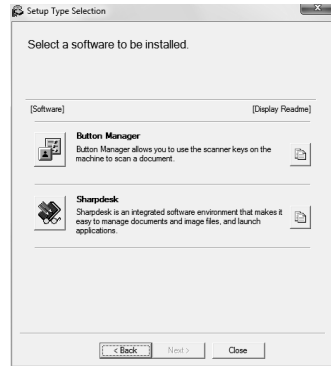 Setup Type Selection
Select a software to be installed.
[Software] [Display Readme]
Button Manager
Button Manager allows you to use the scanner keys on the
machine to scan a document.
Sharpdesk
Sharpdesk is an integrated software environment that makes it
easy to manage documents and image files, and launch
applications.
< Back Next > Close